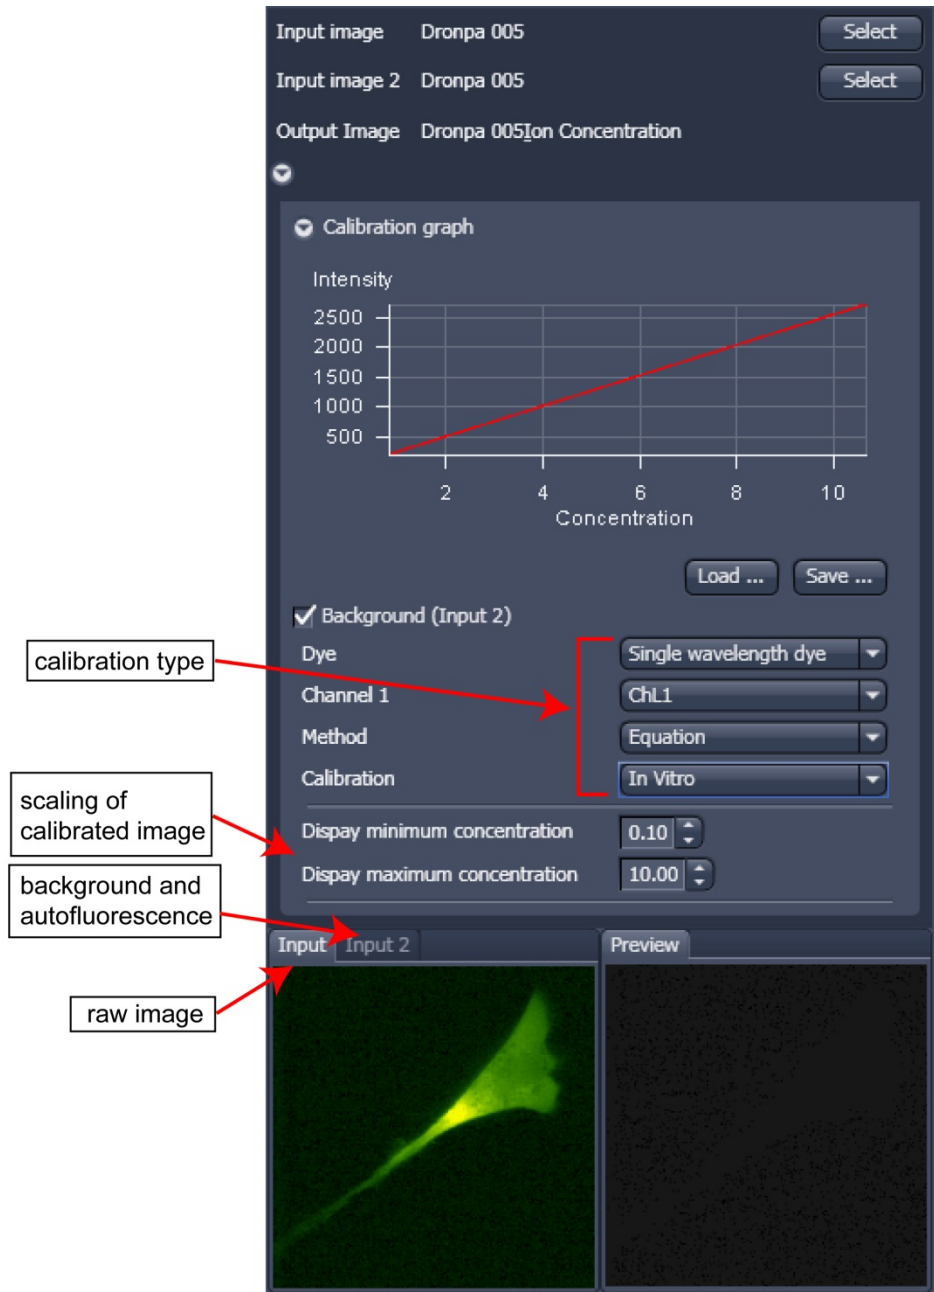 Input image Dronpa 005 Select
Input image 2 Dronpa 005 Select
Output Image Dronpa 005Ion Concentration
Calibration graph
Intensity
2500
2000
1500
1000
500
2 4 6 8 10
Concentration
Load ... Save ...
Background (Input 2)
calibration type
Dye Single wavelength dye
Channel 1 ChL1
Method Equation
Calibration In Vitro
scaling of
calibrated image
Dispay minimum concentration 0.10
Dispay maximum concentration 10.00
background and
autofluorescence
Input Input 2 Preview
raw image